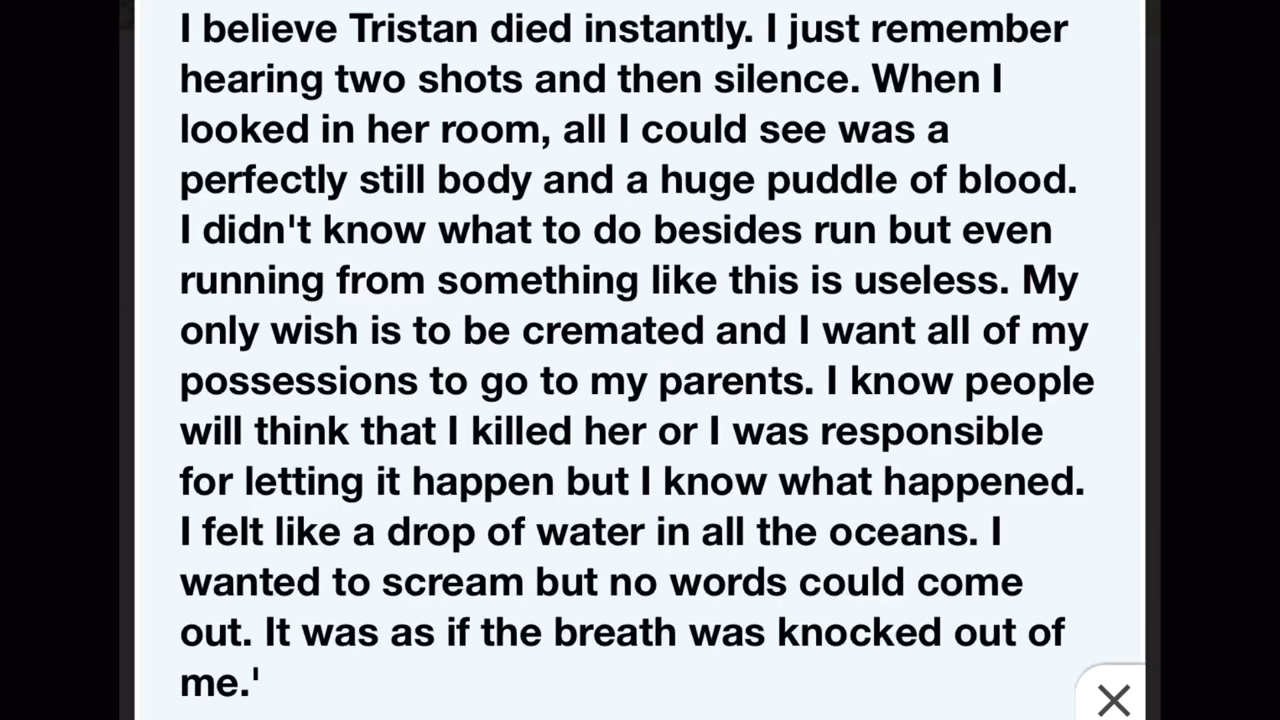 I believe Tristan died instantly. I just remember
hearing two shots and then silence. When I
looked in her room, all I could see was a
perfectly still body and a huge puddle of blood.
I didn't know what to do besides run but even
running from something like this is useless. My
only wish is to be cremated and I want all of my
possessions to go to my parents. I know people
will think that I killed her or I was responsible
for letting it happen but I know what happened.
I felt like a drop of water in all the oceans. I
wanted to scream but no words could come
out. It was as if the breath was knocked out of
me.'